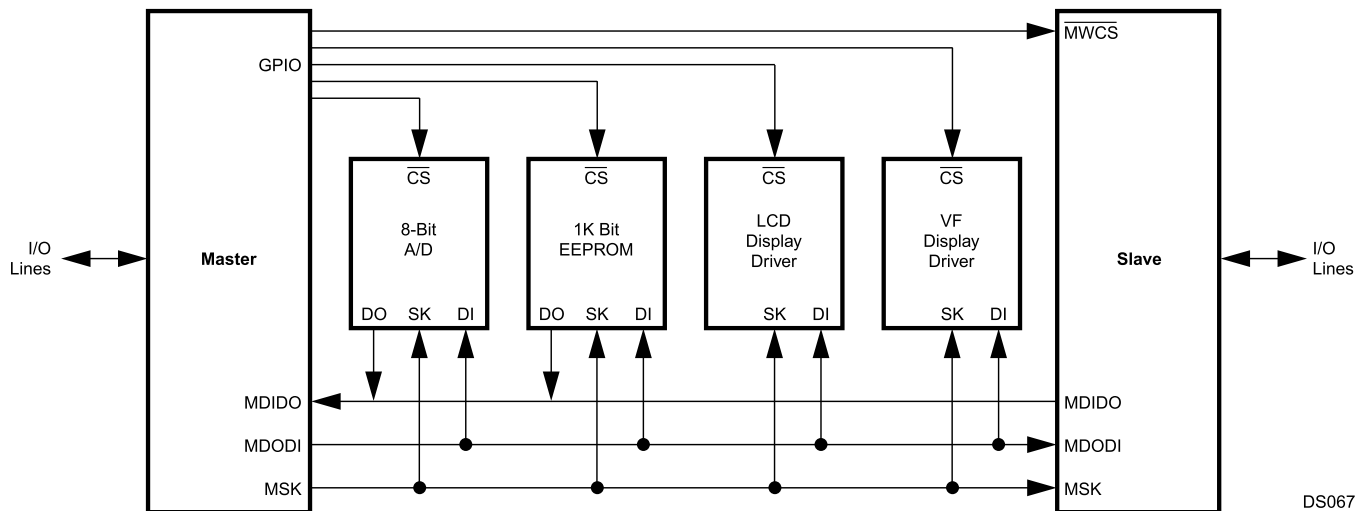 MWCS
GPIO
CS
CS
CS
CS
8-Bit
A/D
1K Bit
EEPROM
LCD
Display
Driver
VF
Display
Driver
I/O
Lines
Master
Slave
I/O
Lines
DO SK DI
DO SK DI
SK DI
SK DI
MDIDO
MDIDO
MDODI
MDODI
MSK
MSK
DS067